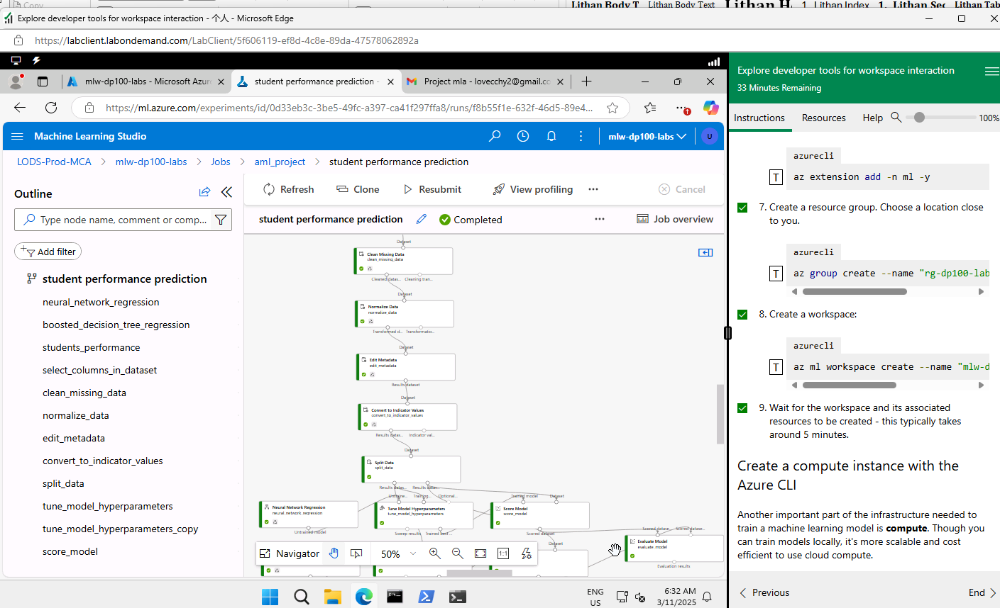 Copy
Lithan Body T
Lithan Body Text
Lithan H
1. Lithan Index
1. Lithan Sec
Lithan Tab
Explore developer tools for workspace interaction - 个人 - Microsoft Edge
https://labclient.labondemand.com/LabClient/5f606119-ef8d-4c8e-89da-47578062892a
mlw-dp100-labs - Microsoft Azur
student performance prediction -
Project mla - lovecchy2@gmail.co
https://ml.azure.com/experiments/id/0d33eb3c-3be5-49fc-a397-ca41f297ffa8/runs/f8b55f1e-632f-46d5-89e4...
Machine Learning Studio
mlw-dp100-labs
U
LODS-Prod-MCA > mlw-dp100-labs > Jobs > aml_project > student performance prediction
Outline
Type node name, comment or comp...
Add filter
student performance prediction
neural_network_regression
boosted_decision_tree_regression
students_performance
select_columns_in_dataset
clean_missing_data
normalize_data
edit_metadata
convert_to_indicator_values
split_data
tune_model_hyperparameters
tune_model_hyperparameters_copy
score_model
Refresh
Clone
Resubmit
View profiling
Cancel
student performance prediction
Completed
Job overview
Dataset
Clean Missing Data
clean_missing_data
Cleaned datas...
Cleaning tran...
Dataset
Normalize Data
normalize_data
Transformed d...
Transformatio...
Dataset
Edit Metadata
edit_metadata
Results dataset
Dataset
Convert to Indicator Values
convert_to_indicator_values
Results datas...
Indicator val...
Dataset
Split Data
split_data
Results datas...
Results datas...
Untraine...
Training...
Optional...
Trained model
Dataset
Neural Network Regression
neural_network_regression
Untrained model
Tune Model Hyperparameters
tune_model_hyperparameters
Sweep results
Trained best ...
Score Model
score_model
Scored dataset
Scored datase...
Scored datase...
Dataset
Evaluate Model
evaluate_model
Evaluation results
Navigator
50%
1:1
ENG
US
6:32 AM
3/11/2025
Explore developer tools for workspace interaction
33 Minutes Remaining
Instructions
Resources
Help
100%
azurecli
T
az extension add -n ml -y
7. Create a resource group. Choose a location close
to you.
azurecli
T
az group create --name "rg-dp100-lab
8. Create a workspace:
azurecli
T
az ml workspace create --name "mlw-d
9. Wait for the workspace and its associated
resources to be created - this typically takes
around 5 minutes.
Create a compute instance with the
Azure CLI
Another important part of the infrastructure needed to
train a machine learning model is compute. Though you
can train models locally, it's more scalable and cost
efficient to use cloud compute.
Previous
End